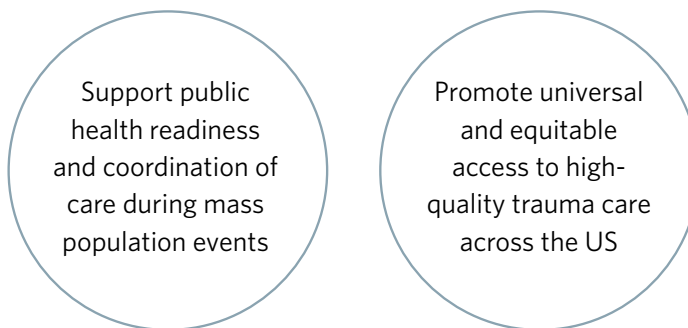 Support public
health readiness
and coordination of
care during mass
population events
Promote universal
and equitable
access to high-
quality trauma care
across the US